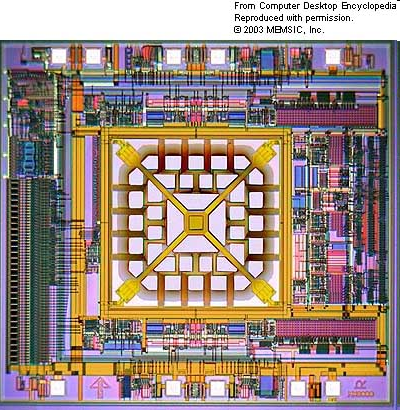 From Computer Desktop Encyclopedia
Reproduced with permission.
© 2003 MEMSIC, Inc.